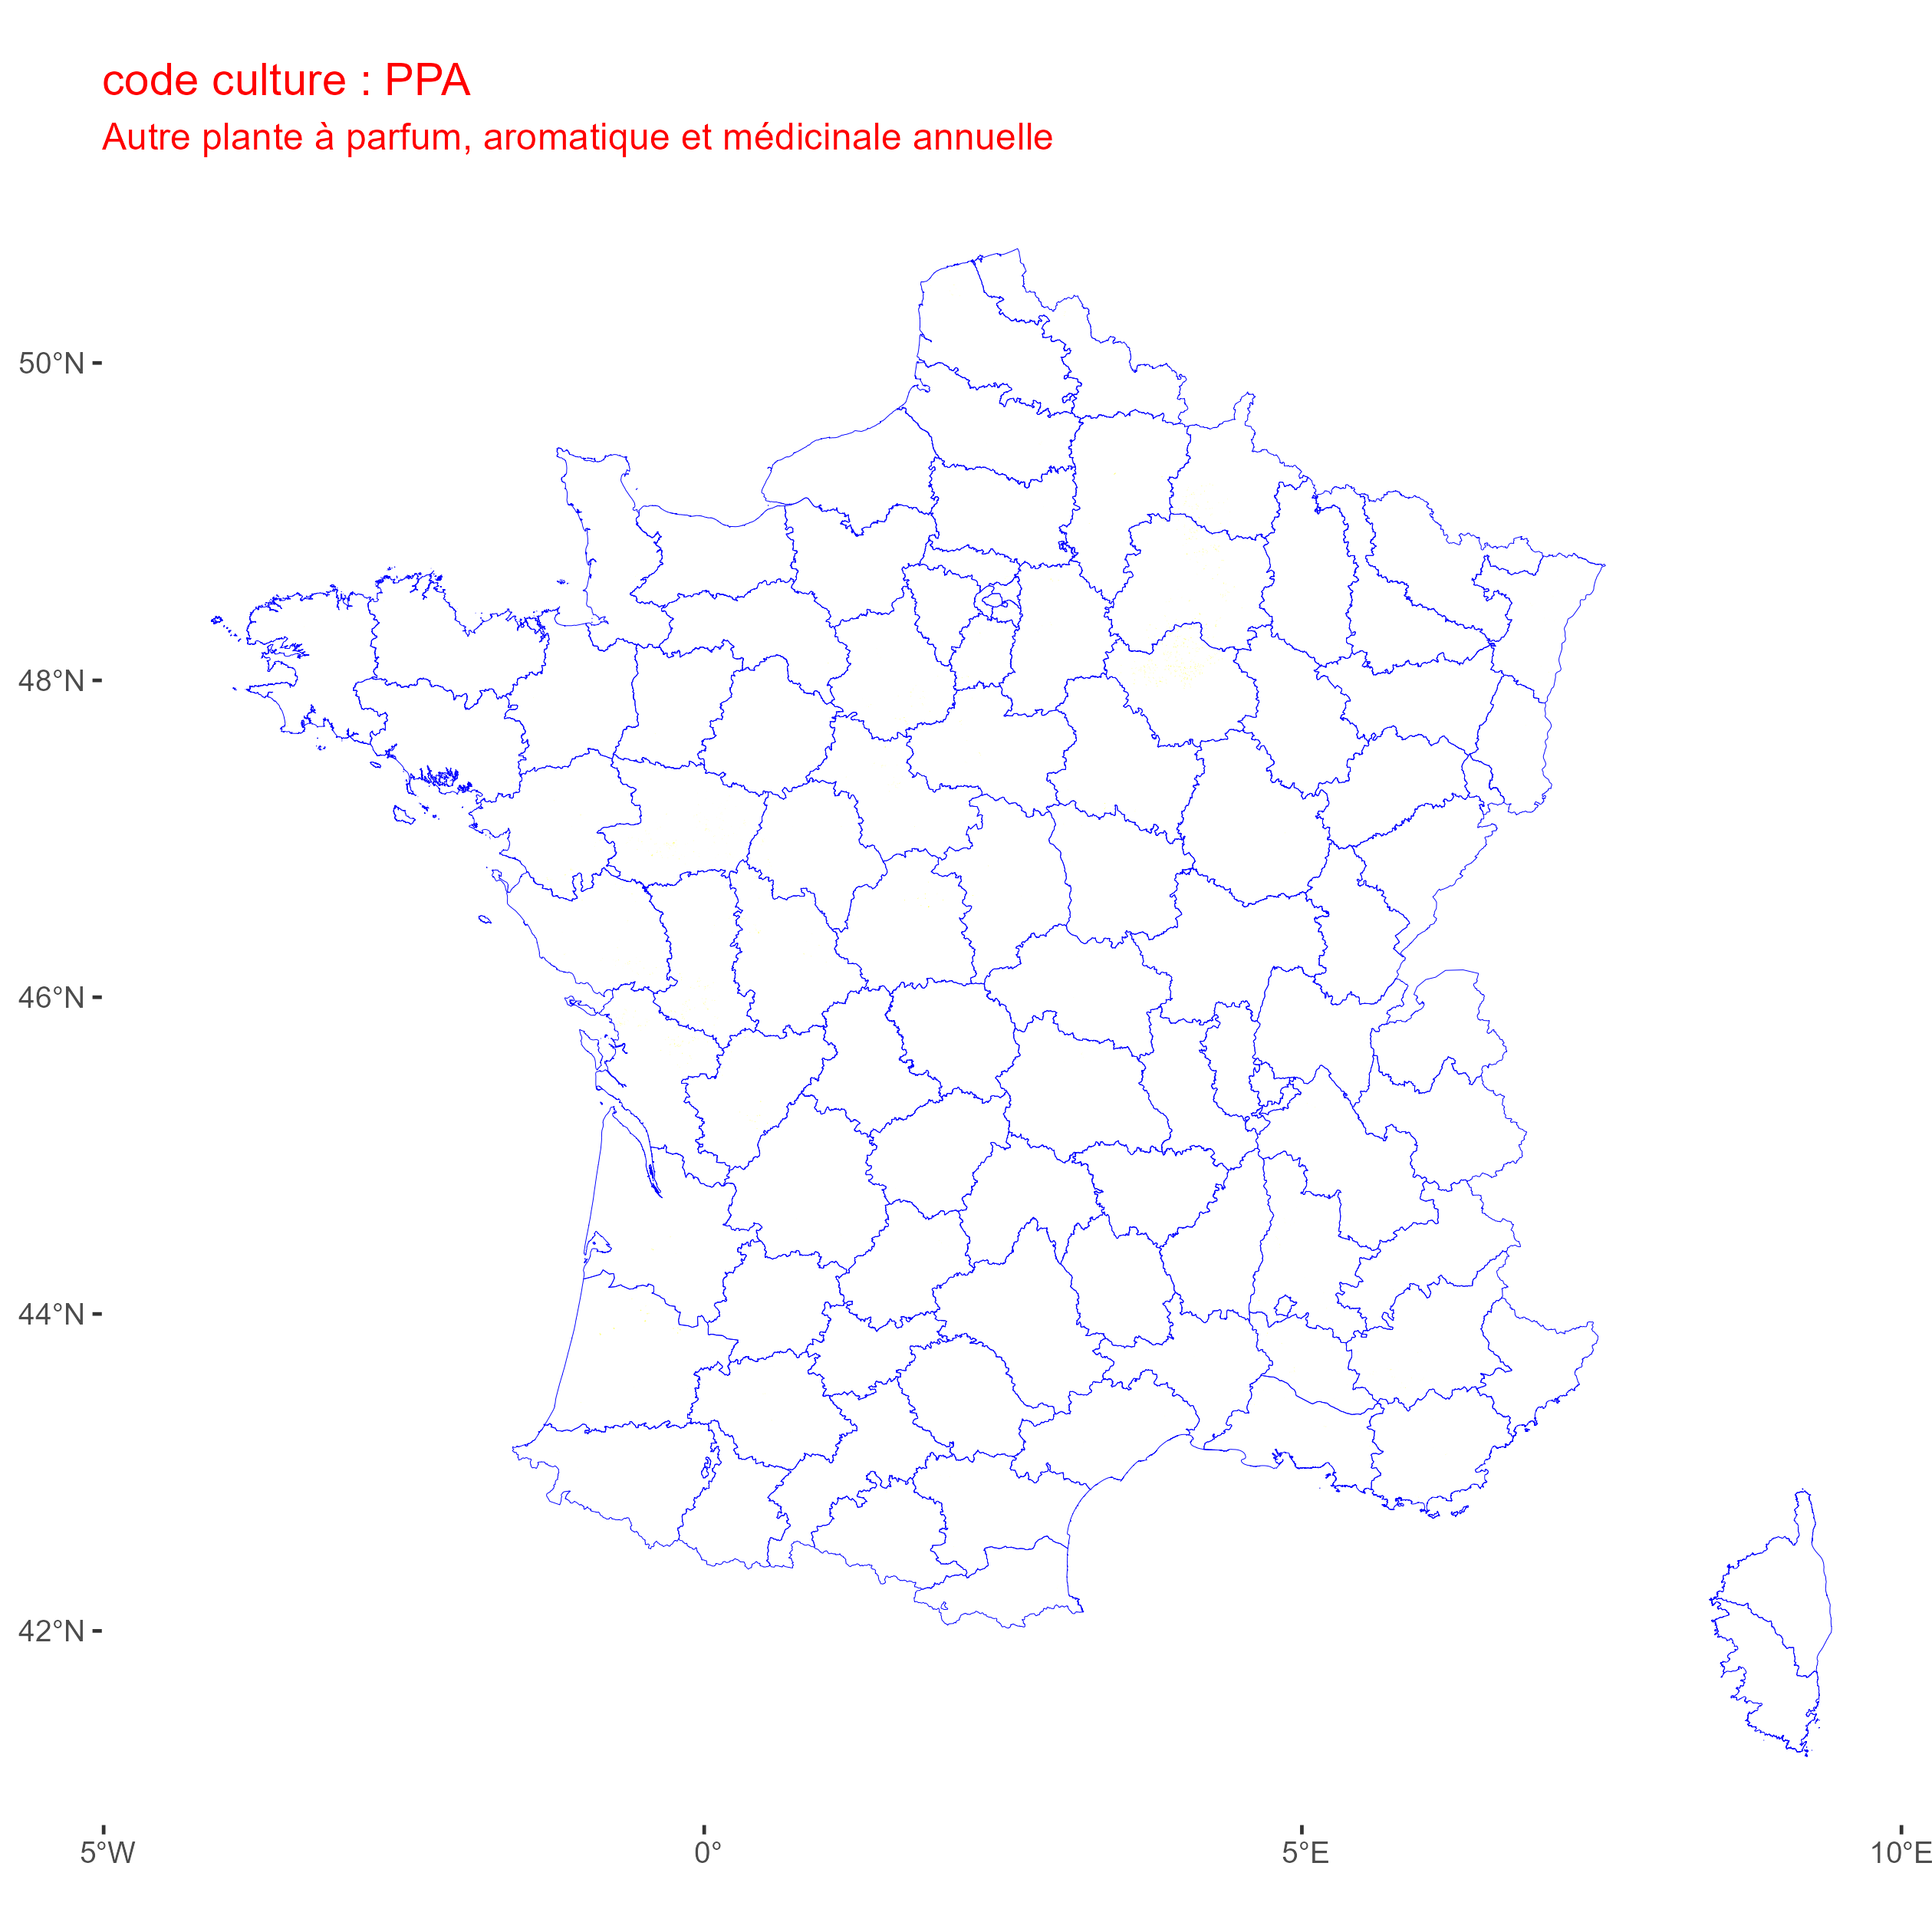 code culture : PPA
Autre plante à parfum, aromatique et médicinale annuelle
50°N
48°N
46°N
44°N
42°N
5°W
0°
5°E
10°E